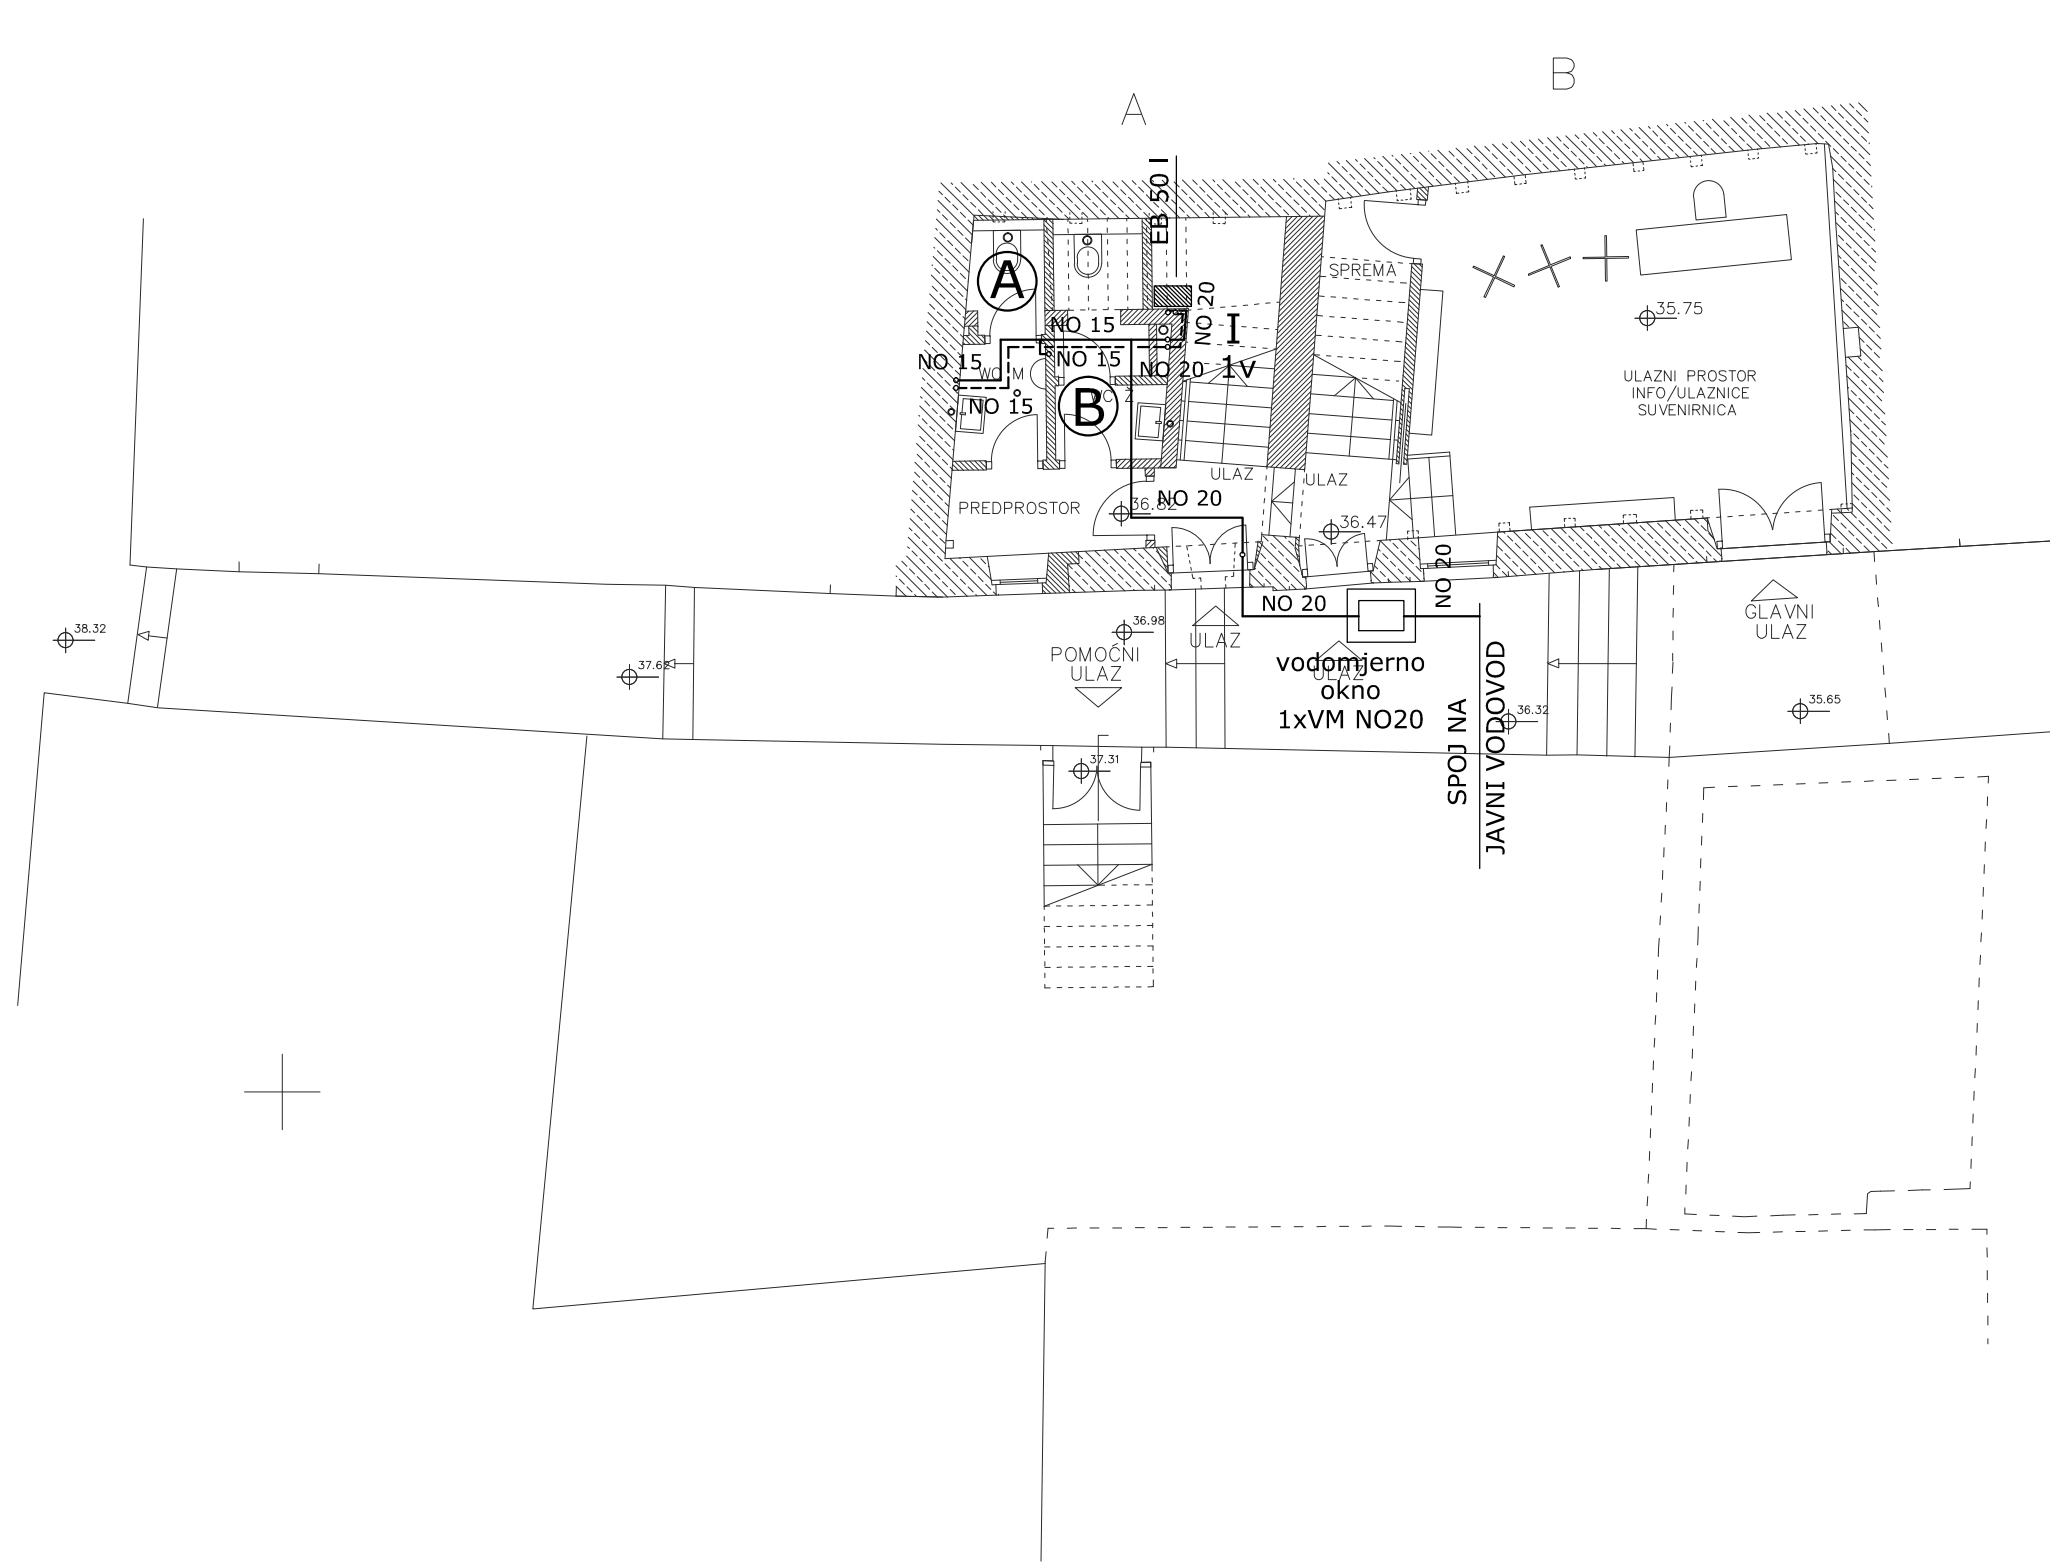 B
A
EB 50 l
A
SPREMA
NO 20
35.75
NO 15
I
NO 15
NO 15
NO 20
1v
WC M
ULAZNI PROSTOR
INFO/ULAZNICE
SUVENIRNICA
WC Ž
B
NO 15
ULAZ
ULAZ
NO 20
PREDPROSTOR
36.82
36.47
NO 20
NO 20
GLAVNI
ULAZ
38.32
36.98
ULAZ
POMOĆNI
ULAZ
37.62
vodomjerno
ULAZ
okno
1xVM NO20
SPOJ NA
JAVNI VODOVOD
36.32
35.65
37.31